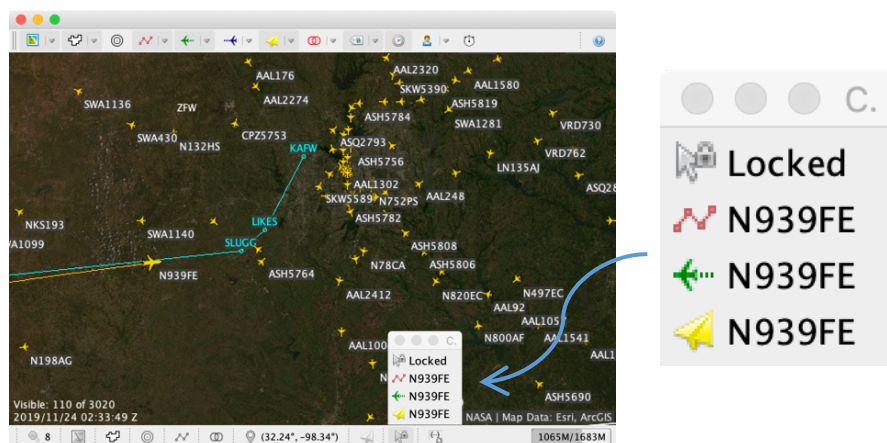 AAL176
AAL2320
SKW5390
AAL1580
SWA1136
ZFW
AAL2274
ASH5784
ASH5819
SWA1281
VRD730
SWA430
N132HS
CPZ5753
KAFW
ASQ2793
ASH5756
LN135AJ
VRD762
AAL1302
SKW5589
N752PS
AAL248
ASQ28
NKS193
LIKES
ASH5782
/A1099
SWA1140
SLUGG
ASH5808
N939FE
ASH5764
N78CA
ASH5806
AAL2412
N820EC
N497EC
AAL92
AAL105
N198AG
AAL100
N800AF
AAL1541
AAL1
C.
Locked
N
N939FE
N939FE
N939FE
ASH5690
Visible: 110 of 3020
2019/11/24 02:33:49 Z
NASA | Map Data: Esri, ArcGIS
8
(32.24°, -98.34°)
1065M/1683M
C.
Locked
N939FE
N939FE
N939FE